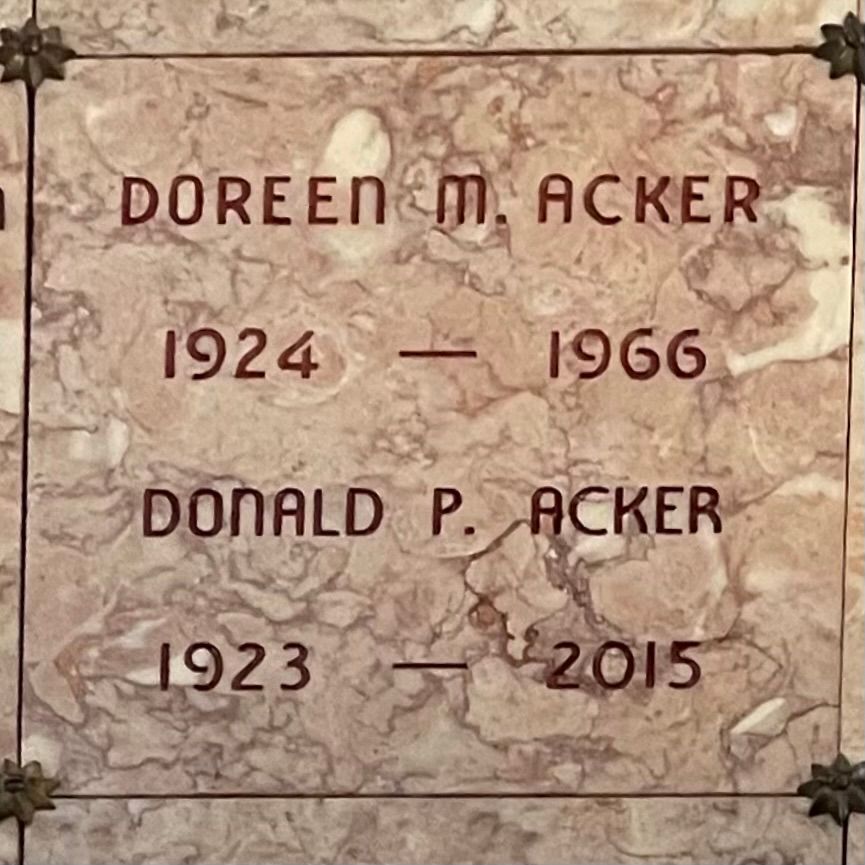 DOREEN M. ACKER
1924 — 1966
DONALD P. ACKER
1923 — 2015